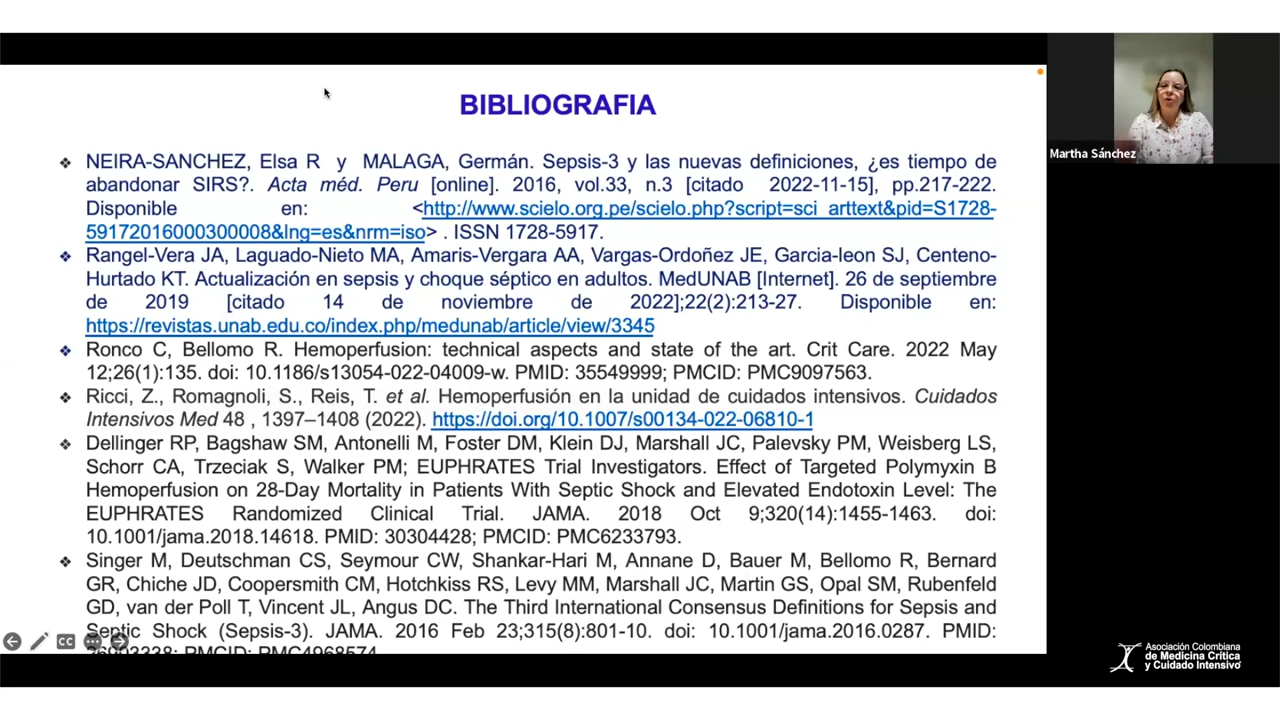 BIBLIOGRAFIA
❖ NEIRA-SANCHEZ, Elsa R y MALAGA, Germán. Sepsis-3 y las nuevas definiciones, ¿es tiempo de
abandonar SIRS?. Acta méd. Peru [online]. 2016, vol.33, n.3 [citado 2022-11-15], pp.217-222.
Disponible en: <http://www.scielo.org.pe/scielo.php?script=sci_arttext&pid=S1728-
59172016000300008&lng=es&nrm=iso> . ISSN 1728-5917.
❖ Rangel-Vera JA, Laguado-Nieto MA, Amaris-Vergara AA, Vargas-Ordoñez JE, Garcia-leon SJ, Centeno-
Hurtado KT. Actualización en sepsis y choque séptico en adultos. MedUNAB [Internet]. 26 de septiembre
de 2019 [citado 14 de noviembre de 2022];22(2):213-27. Disponible en:
https://revistas.unab.edu.co/index.php/medunab/article/view/3345
❖ Ronco C, Bellomo R. Hemoperfusion: technical aspects and state of the art. Crit Care. 2022 May
12;26(1):135. doi: 10.1186/s13054-022-04009-w. PMID: 35549999; PMCID: PMC9097563.
❖ Ricci, Z., Romagnoli, S., Reis, T. et al. Hemoperfusión en la unidad de cuidados intensivos. Cuidados
Intensivos Med 48 , 1397–1408 (2022). https://doi.org/10.1007/s00134-022-06810-1
❖ Dellinger RP, Bagshaw SM, Antonelli M, Foster DM, Klein DJ, Marshall JC, Palevsky PM, Weisberg LS,
Schorr CA, Trzeciak S, Walker PM; EUPHRATES Trial Investigators. Effect of Targeted Polymyxin B
Hemoperfusion on 28-Day Mortality in Patients With Septic Shock and Elevated Endotoxin Level: The
EUPHRATES Randomized Clinical Trial. JAMA. 2018 Oct 9;320(14):1455-1463. doi:
10.1001/jama.2018.14618. PMID: 30304428; PMCID: PMC6233793.
❖ Singer M, Deutschman CS, Seymour CW, Shankar-Hari M, Annane D, Bauer M, Bellomo R, Bernard
GR, Chiche JD, Coopersmith CM, Hotchkiss RS, Levy MM, Marshall JC, Martin GS, Opal SM, Rubenfeld
GD, van der Poll T, Vincent JL, Angus DC. The Third International Consensus Definitions for Sepsis and
Septic Shock (Sepsis-3). JAMA. 2016 Feb 23;315(8):801-10. doi: 10.1001/jama.2016.0287. PMID:
PMCID: PMC4968574
CC
Martha Sánchez
Asociación Colombiana
de Medicina Crítica
y Cuidado Intensivo